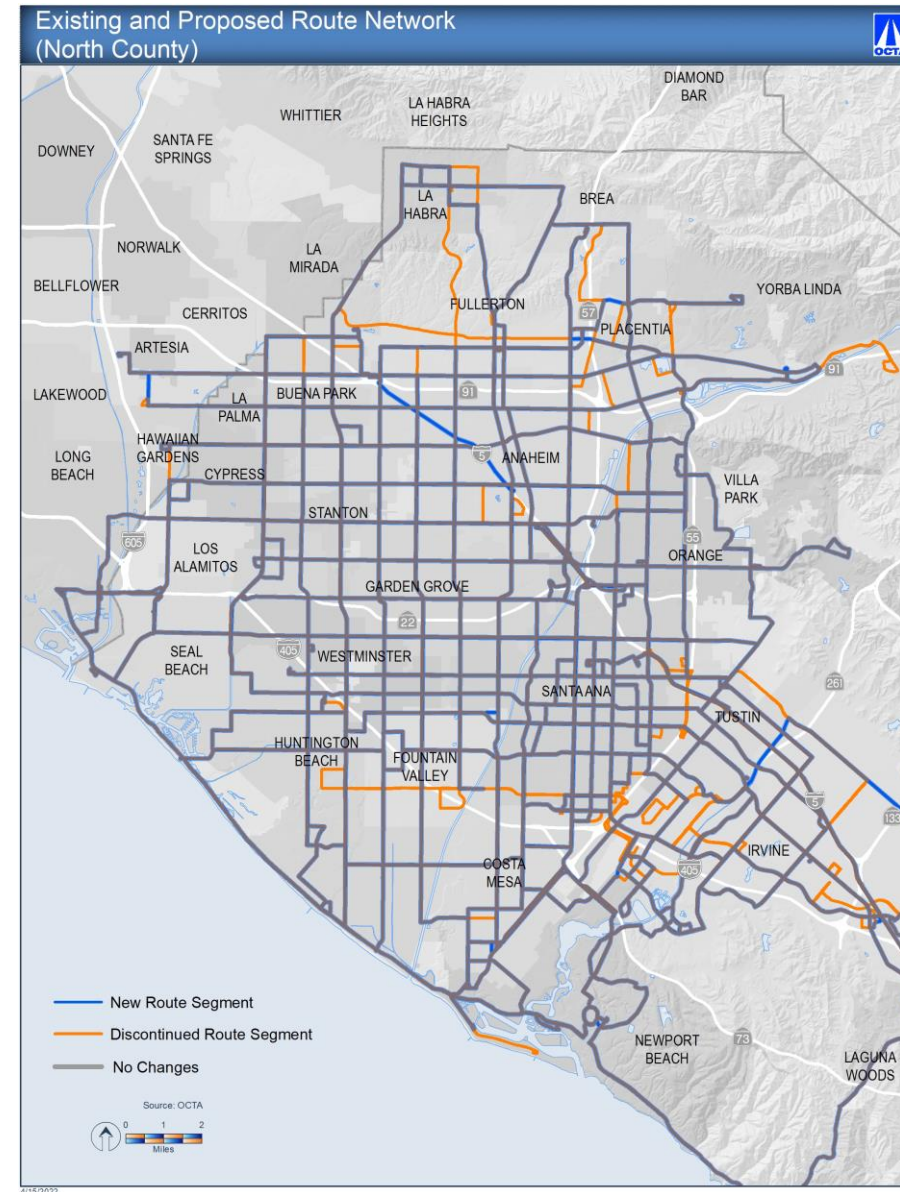 Existing and Proposed Route Network
(North County)
OCTA
DIAMOND
BAR
LA HABRA
HEIGHTS
WHITTIER
SANTA FE
SPRINGS
DOWNEY
LA
HABRA
BREA
NORWALK
LA
MIRADA
BELLFLOWER
YORBA LINDA
FULLERTON
CERRITOS
57
PLACENTIA
ARTESIA
91
LAKEWOOD
LA
PALMA
BUENA PARK
91
HAWAIIAN
GARDENS
LONG
BEACH
5
ANAHEIM
CYPRESS
VILLA
PARK
STANTON
605
55
LOS
ALAMITOS
ORANGE
GARDEN GROVE
22
SEAL
BEACH
405
WESTMINSTER
261
SANTA ANA
TUSTIN
HUNTINGTON
BEACH
FOUNTAIN
VALLEY
5
133
IRVINE
COSTA
MESA
405
New Route Segment
Discontinued Route Segment
No Changes
NEWPORT
BEACH
73
LAGUNA
WOODS
Source: OCTA
0 1 2
Miles
4/15/2022